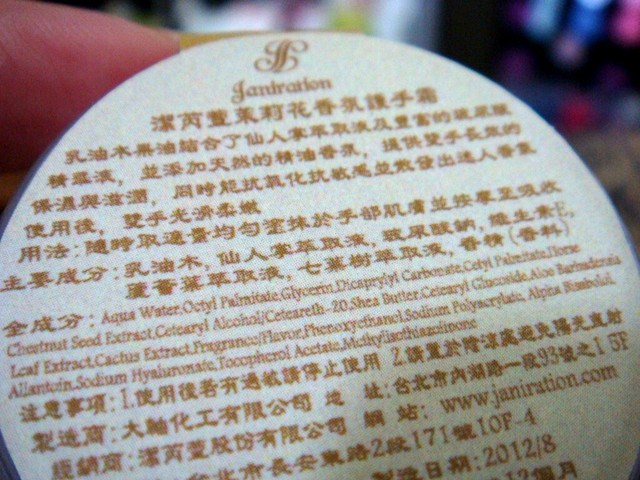 Janiration
潔芮萱茉莉花香氛護手霜
乳油木果油結合了仙人掌萃取液及豐富的玻尿酸
精華液，並添加天然的精油香氛，提供雙手長效的
保濕與滋潤，同時能抗氧化抗敏感並散發出迷人香氣
使用後，雙手光滑柔嫩
用法:隨時取適量均勻塗抹於手部肌膚並按摩至吸收
主要成分:乳油木,仙人掌萃取液,玻尿酸鈉,維生素E,
蘆薈葉萃取液,七葉樹萃取液,香精(香料)
全成分:Aqua Water,Octyl Palmitate,Glycerin,Dicaprylyl Carbonate,Cetyl Palmitate,Horse
Chestnut Seed Extract,Cetearyl Alcohol/Ceteareth-20,Shea Butter,Cetearyl Glucoside,Aloe Barbadensis
Leaf Extract,Cactus Extract,Fragrance/Flavor,Phenoxyethanol,Sodium Polyacrylate, Alpha Bisabolol,
Allantoin,Sodium Hyaluronate,Tocopherol Acetate,Methylisothiazolinone
注意事項:1.使用後若有過敏請停止使用 2.請置於陰涼處避免陽光直射
製造商:大軸化工有限公司 地 址:台北市內湖路一段93號之1 5F
經銷商:潔芮萱股份有限公司 網 站: www.janiration.com
台北市長安東路2段171號10F-4
製造日期:2012/8